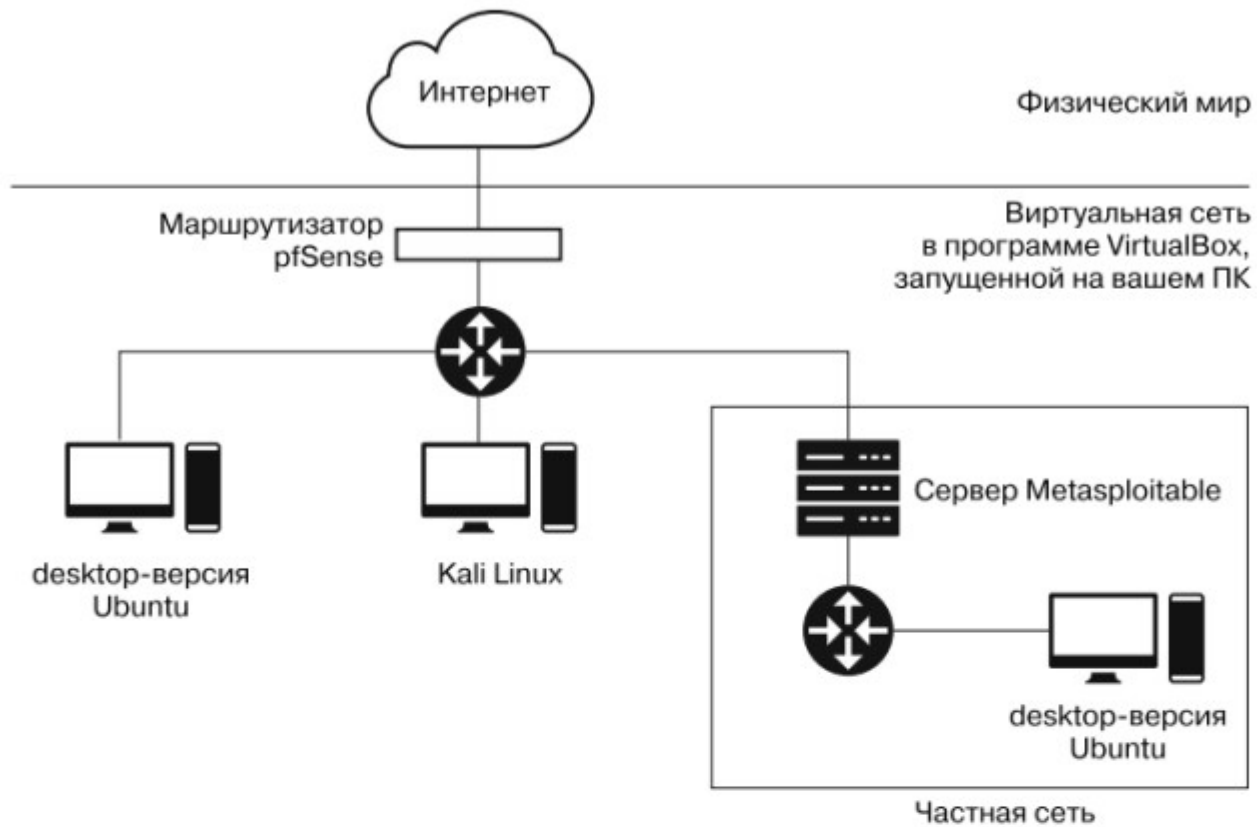 Интернет
Физический мир
Маршрутизатор
pfSense
Виртуальная сеть
в программе VirtualBox,
запущенной на вашем ПК
desktop-версия
Ubuntu
Kali Linux
Сервер Metasploitable
desktop-версия
Ubuntu
Частная сеть